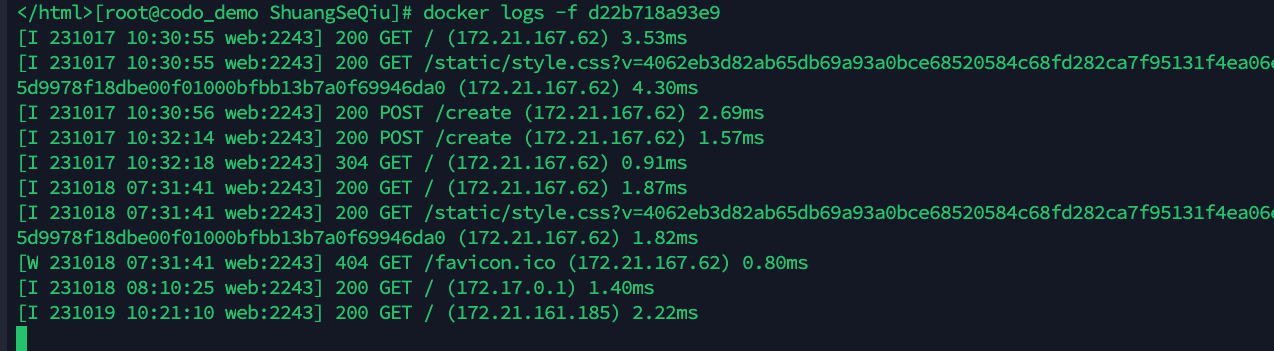 </html>[root@codo_demo ShuangSeQiu]# docker logs -f d22b718a93e9
[I 231017 10:30:55 web:2243] 200 GET / (172.21.167.62) 3.53ms
[I 231017 10:30:55 web:2243] 200 GET /static/style.css?v=4062eb3d82ab65db69a93a0bce68520584c68fd282ca7f95131f4ea06e
5d9978f18dbe00f01000bfbb13b7a0f69946da0 (172.21.167.62) 4.30ms
[I 231017 10:30:56 web:2243] 200 POST /create (172.21.167.62) 2.69ms
[I 231017 10:32:14 web:2243] 200 POST /create (172.21.167.62) 1.57ms
[I 231017 10:32:18 web:2243] 304 GET / (172.21.167.62) 0.91ms
[I 231018 07:31:41 web:2243] 200 GET / (172.21.167.62) 1.87ms
[I 231018 07:31:41 web:2243] 200 GET /static/style.css?v=4062eb3d82ab65db69a93a0bce68520584c68fd282ca7f95131f4ea06e
5d9978f18dbe00f01000bfbb13b7a0f69946da0 (172.21.167.62) 1.82ms
[W 231018 07:31:41 web:2243] 404 GET /favicon.ico (172.21.167.62) 0.80ms
[I 231018 08:10:25 web:2243] 200 GET / (172.17.0.1) 1.40ms
[I 231019 10:21:10 web:2243] 200 GET / (172.21.161.185) 2.22ms